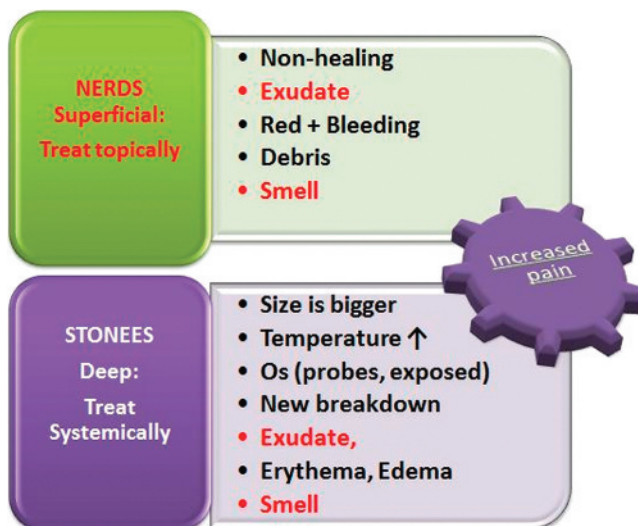 NERDS
Superficial:
Treat topically
• Non-healing
• Exudate
• Red + Bleeding
• Debris
• Smell
Increased
pain
STONEES
Deep:
Treat
Systemically
• Size is bigger
• Temperature ↑
• Os (probes, exposed)
• New breakdown
• Exudate,
• Erythema, Edema
• Smell